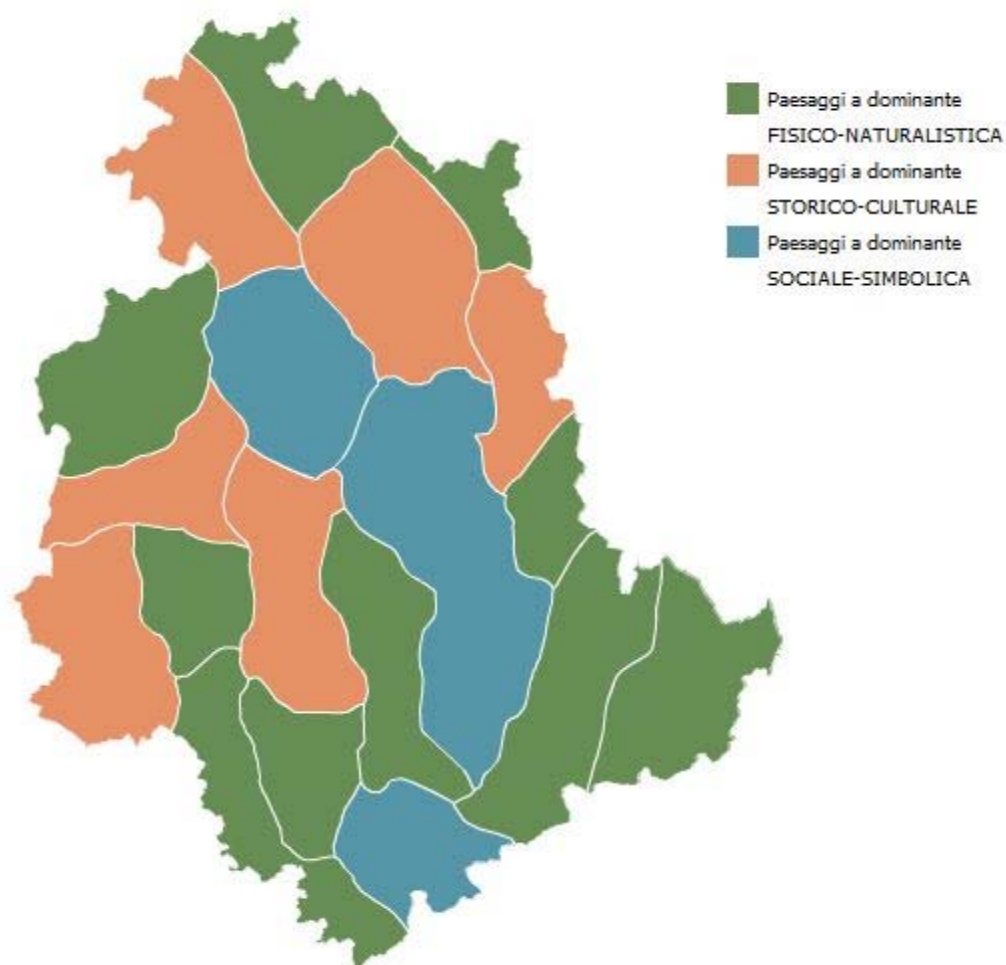 Paesaggi a dominante
FISICO-NATURALISTICA
Paesaggi a dominante
STORICO-CULTURALE
Paesaggi a dominante
SOCIALE-SIMBOLICA